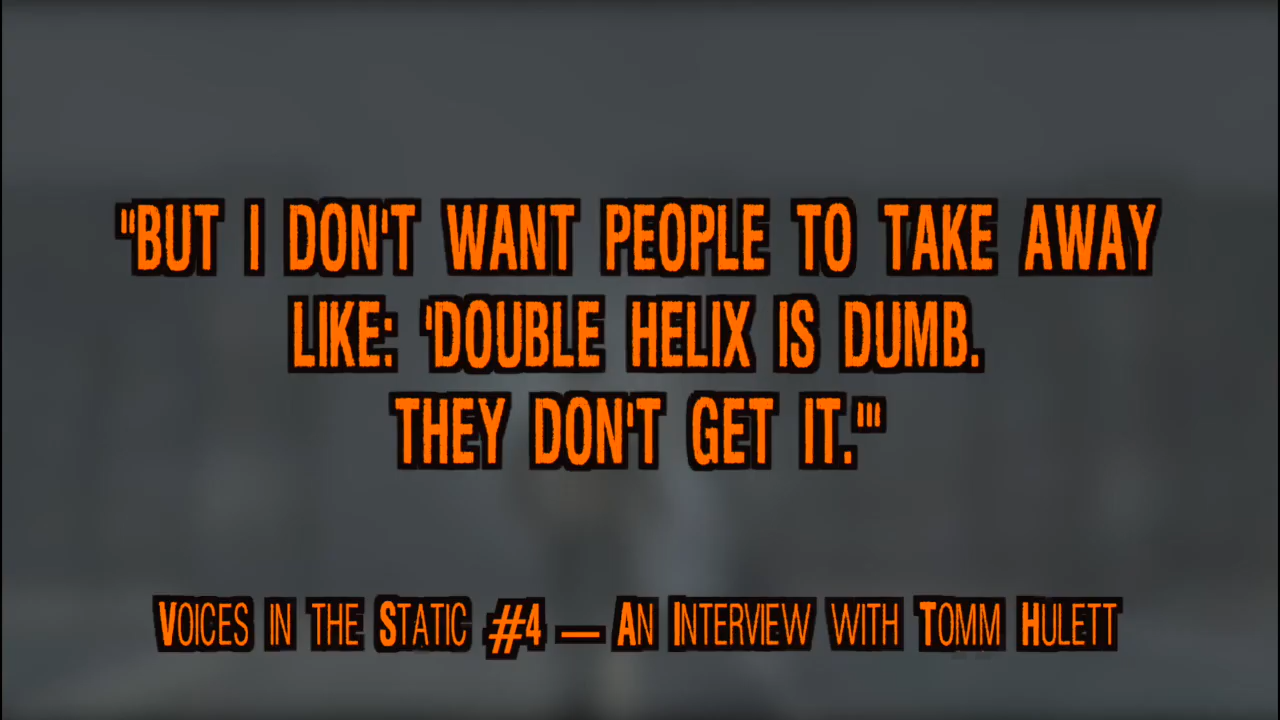 "BUT I DON'T WANT PEOPLE TO TAKE AWAY
LIKE: 'DOUBLE HELIX IS DUMB.
THEY DON'T GET IT.'"
VOICES IN THE STATIC #4 — AN INTERVIEW WITH TOMM HULETT